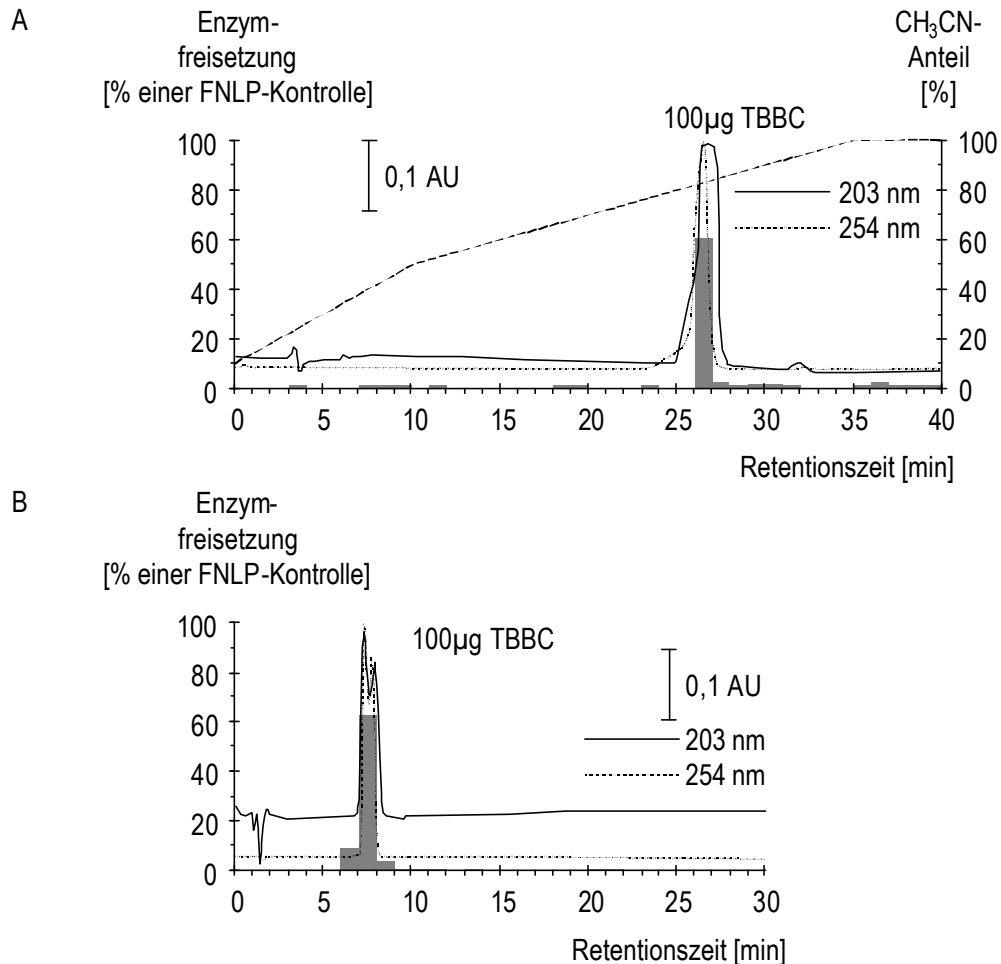 A
Enzym-
freisetzung
[% einer FNLP-Kontrolle]
CH₃CN-
Anteil
[%]
100µg TBBC
0,1 AU
203 nm
254 nm
100
80
60
40
20
0
100
80
60
40
20
0
0 5 10 15 20 25 30 35 40
Retentionszeit [min]
B
Enzym-
freisetzung
[% einer FNLP-Kontrolle]
100µg TBBC
0,1 AU
203 nm
254 nm
100
80
60
40
20
0
0 5 10 15 20 25 30
Retentionszeit [min]